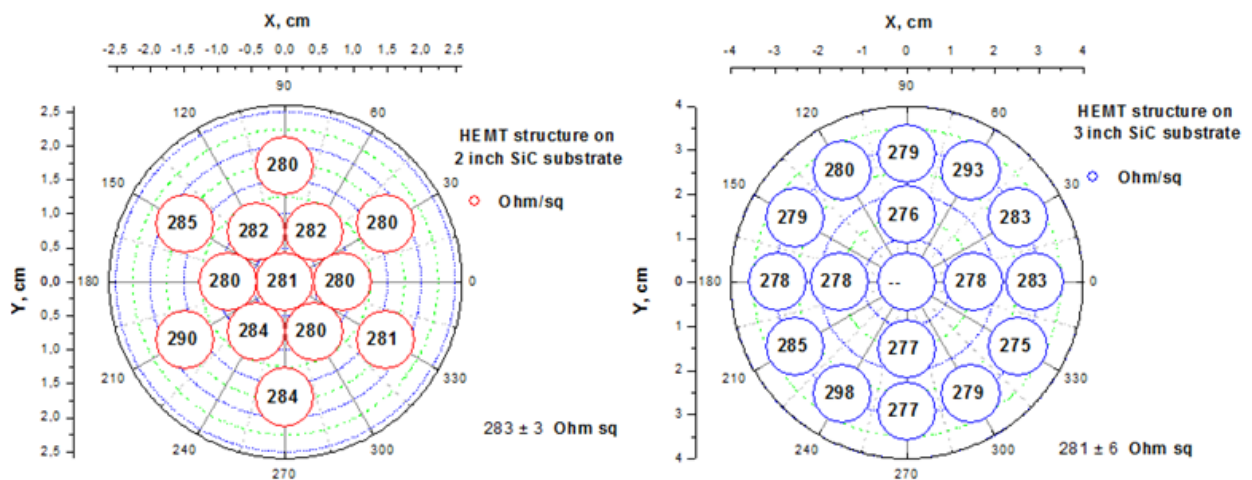 X, cm
-2,5 -2,0 -1,5 -1,0 -0,5 0,0 0,5 1,0 1,5 2,0 2,5
Y, cm
2,5
2,0
1,5
1,0
0,5
0,0
0,5
1,0
1,5
2,0
2,5
90
120 60
150 30
180 0
210 330
240 300
270
280
285 280
282 282
280 281 280
290 284 280 281
284
HEMT structure on
2 inch SiC substrate
Ohm/sq
283 ± 3 Ohm sq
X, cm
-4 -3 -2 -1 0 1 2 3 4
Y, cm
4
3
2
1
0
1
2
3
4
90
120 60
150 30
180 0
210 330
240 300
270
279
280 293
279 276 283
278 278 -- 278 283
285 277 275
298 279
277
HEMT structure on
3 inch SiC substrate
Ohm/sq
281 ± 6 Ohm sq